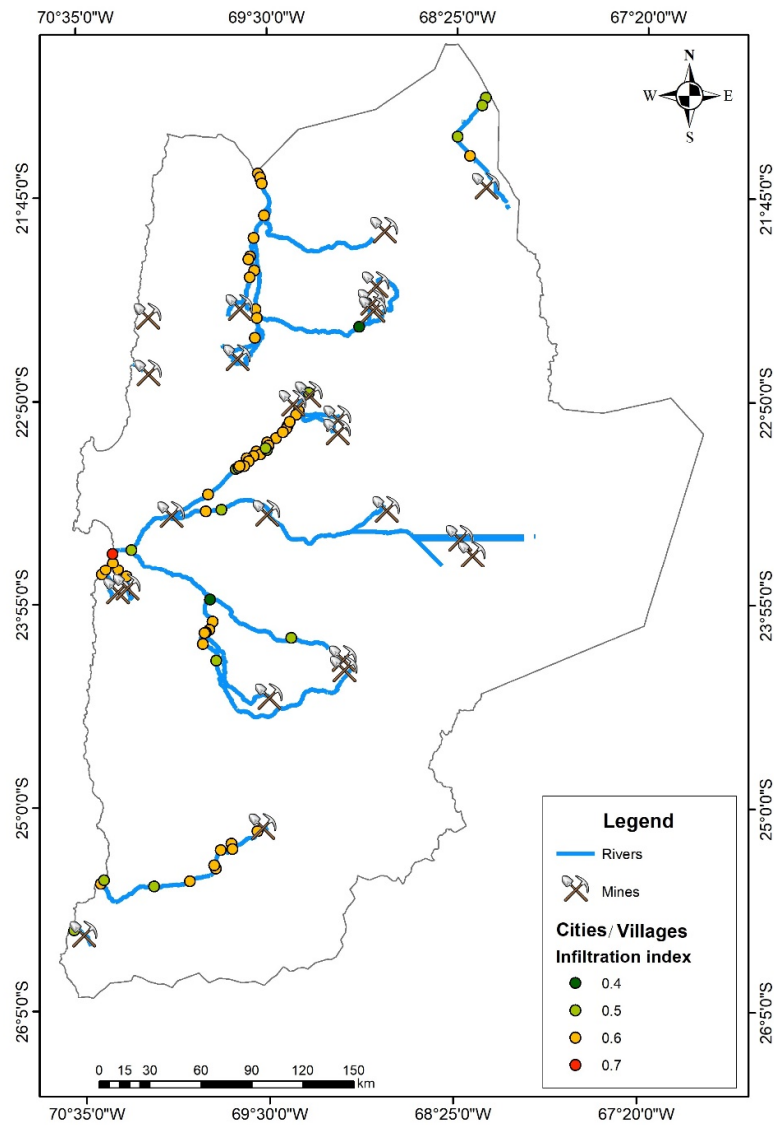 70°35'0"W 69°30'0"W 68°25'0"W 67°20'0"W
N
W E
S
21°45'0"S 21°45'0"S
22°50'0"S 22°50'0"S
23°55'0"S 23°55'0"S
25°0'0"S 25°0'0"S
26°5'0"S 26°5'0"S
Legend
Rivers
Mines
Cities/ Villages
Infiltration index
0.4
0.5
0.6
0.7
0 15 30 60 90 120 150
km
70°35'0"W 69°30'0"W 68°25'0"W 67°20'0"W